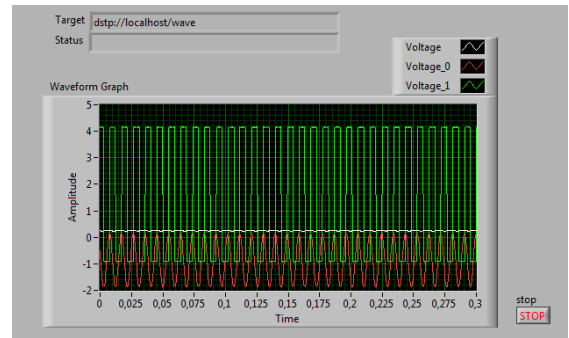 Target dstp://localhost/wave
Status
Voltage
Voltage_0
Voltage_1
Waveform Graph
Amplitude
5
4
3
2
1
0
-1
-2
0 0,025 0,05 0,075 0,1 0,125 0,15 0,175 0,2 0,225 0,25 0,275 0,3
Time
stop
STOP